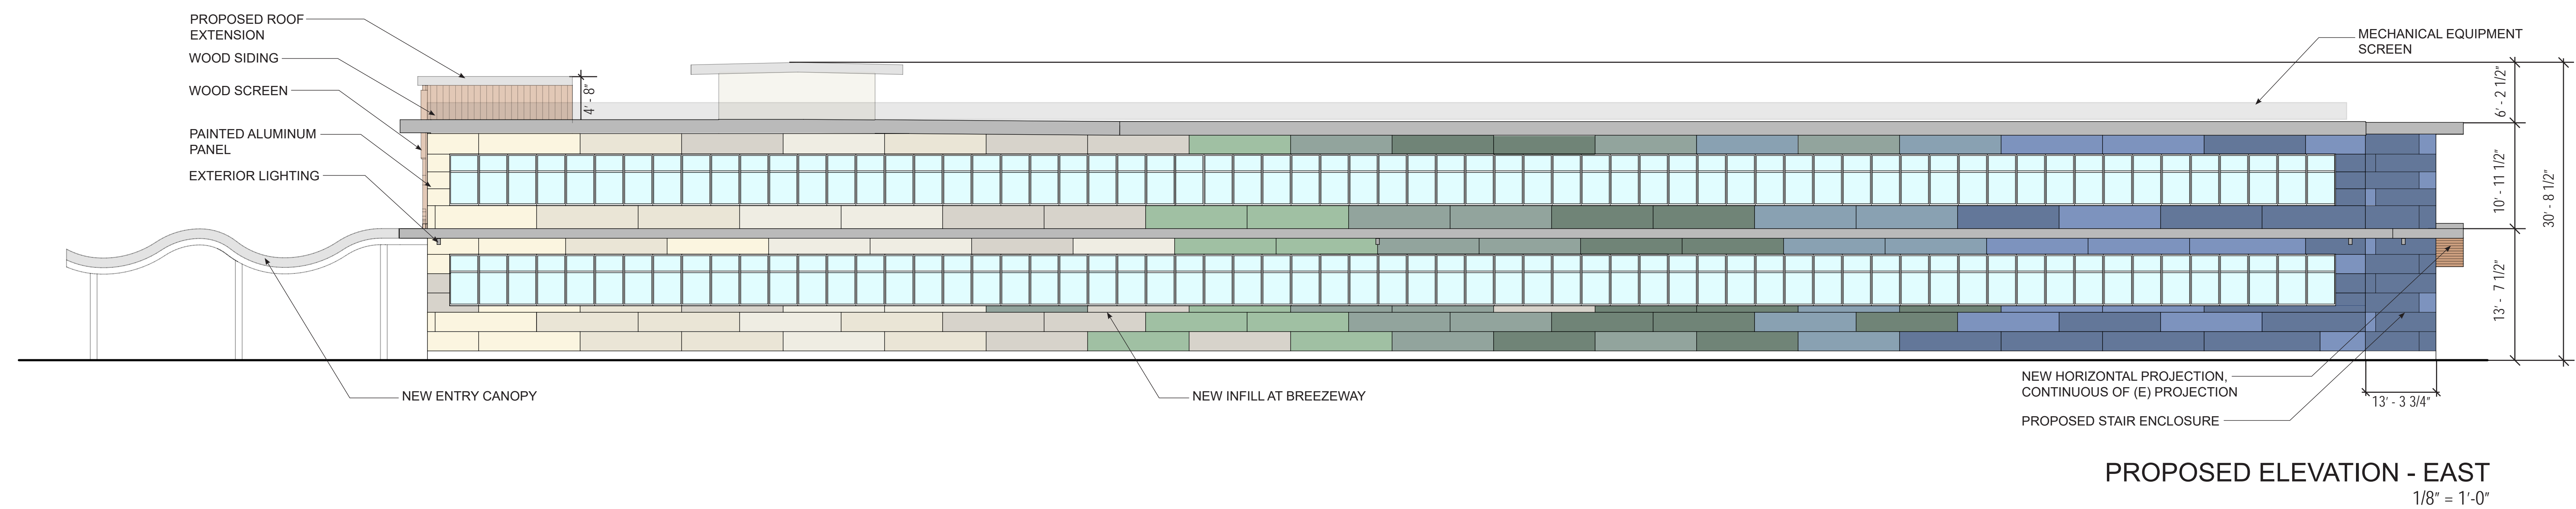 PROPOSED ROOF
EXTENSION
WOOD SIDING
WOOD SCREEN
PAINTED ALUMINUM
PANEL
EXTERIOR LIGHTING
4' - 8"
MECHANICAL EQUIPMENT
SCREEN
6' - 2 1/2"
10' - 11 1/2"
30' - 8 1/2"
13' - 7 1/2"
NEW ENTRY CANOPY
NEW INFILL AT BREEZEWAY
NEW HORIZONTAL PROJECTION,
CONTINUOUS OF (E) PROJECTION
PROPOSED STAIR ENCLOSURE
13' - 3 3/4"
PROPOSED ELEVATION - EAST
1/8" = 1'-0"